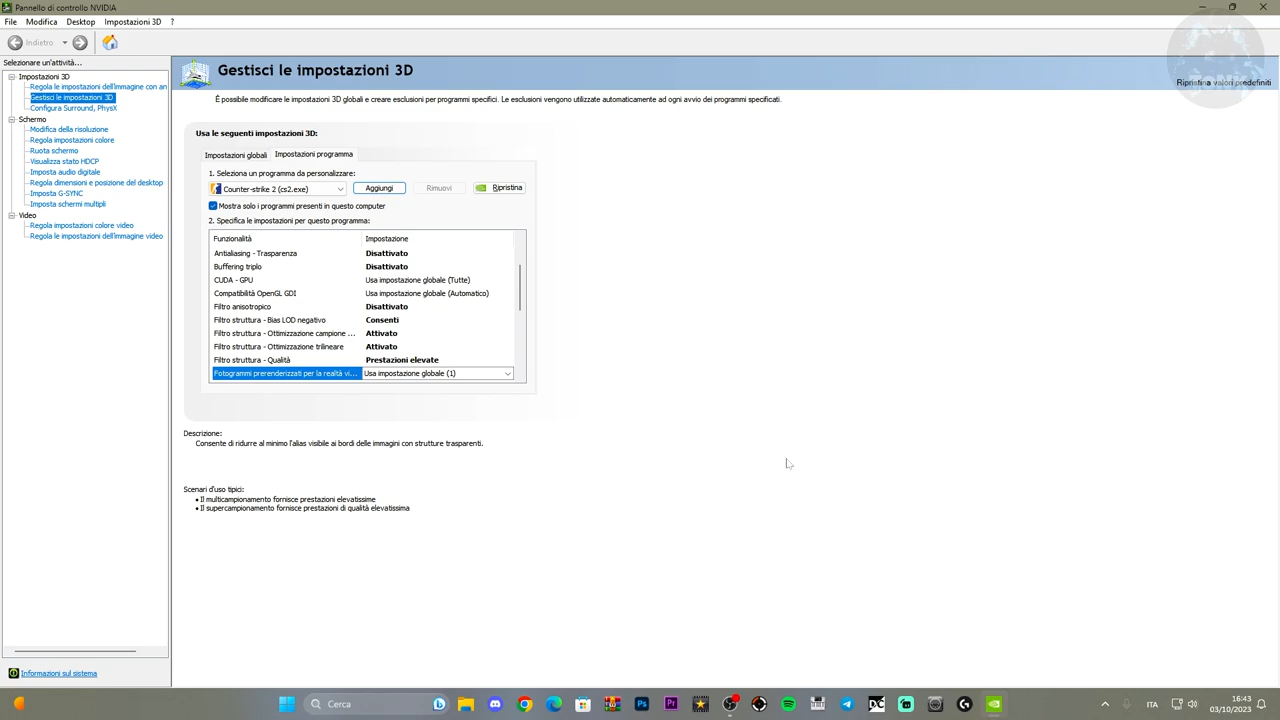 Pannello di controllo NVIDIA
File Modifica Desktop Impostazioni 3D ?
Indietro
Selezionare un'attività...
Impostazioni 3D
Regola le impostazioni dell'immagine con an
Gestisci le impostazioni 3D
Configura Surround, PhysX
Schermo
Modifica della risoluzione
Regola impostazioni colore
Ruota schermo
Visualizza stato HDCP
Imposta audio digitale
Regola dimensioni e posizione del desktop
Imposta G-SYNC
Imposta schermi multipli
Video
Regola impostazioni colore video
Regola le impostazioni dell'immagine video
Informazioni sul sistema
Gestisci le impostazioni 3D
Ripristina valori predefiniti
È possibile modificare le impostazioni 3D globali e creare esclusioni per programmi specifici. Le esclusioni vengono utilizzate automaticamente ad ogni avvio dei programmi specificati.
Usa le seguenti impostazioni 3D:
Impostazioni globali Impostazioni programma
1. Seleziona un programma da personalizzare:
Counter-strike 2 (cs2.exe) Aggiungi Rimuovi Ripristina
Mostra solo i programmi presenti in questo computer
2. Specifica le impostazioni per questo programma:
Funzionalità Impostazione
Antialiasing - Trasparenza Disattivato
Buffering triplo Disattivato
CUDA - GPU Usa impostazione globale (Tutte)
Compatibilità OpenGL GDI Usa impostazione globale (Automatico)
Filtro anisotropico Disattivato
Filtro struttura - Bias LOD negativo Consenti
Filtro struttura - Ottimizzazione campione ... Attivato
Filtro struttura - Ottimizzazione trilineare Attivato
Filtro struttura - Qualità Prestazioni elevate
Fotogrammi prerenderizzati per la realtà vi... Usa impostazione globale (1)
Descrizione:
Consente di ridurre al minimo l'alias visibile ai bordi delle immagini con strutture trasparenti.
Scenari d'uso tipici:
• Il multicampionamento fornisce prestazioni elevatissime
• Il supercampionamento fornisce prestazioni di qualità elevatissima
Cerca
ITA
16:43
03/10/2023